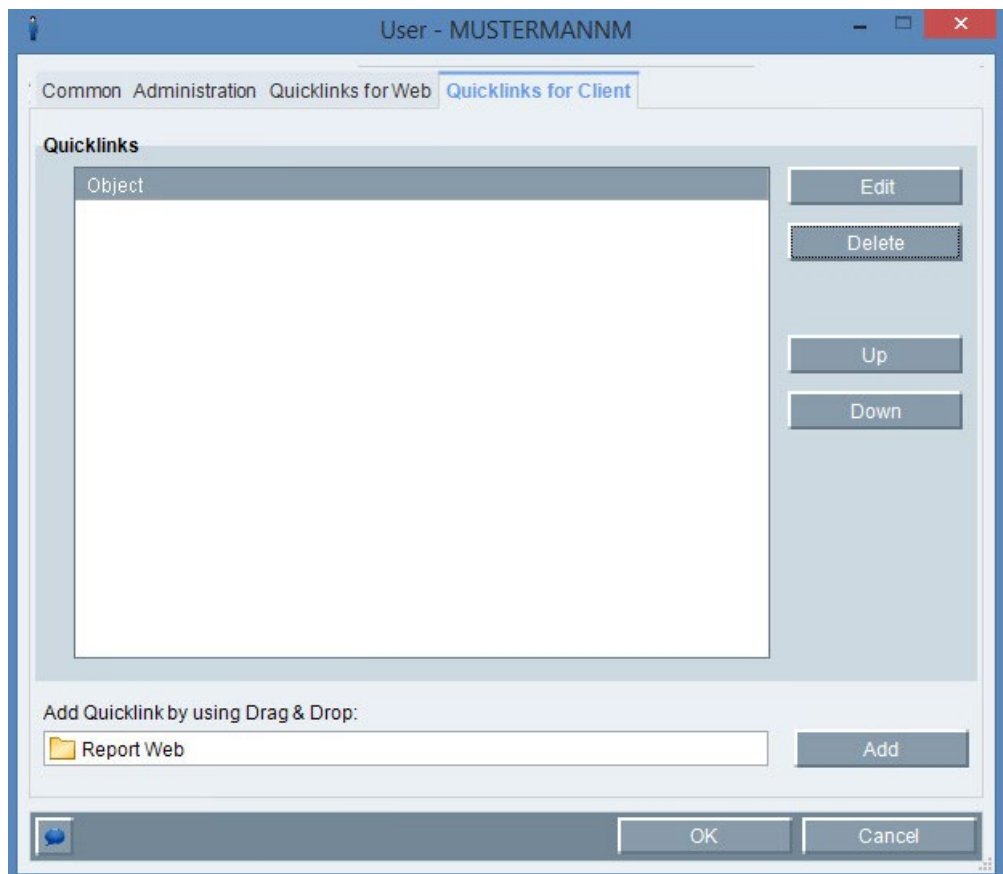 User - MUSTERMANNM
Common Administration Quicklinks for Web Quicklinks for Client
Quicklinks
Object
Edit
Delete
Up
Down
Add Quicklink by using Drag & Drop:
Report Web
Add
OK Cancel